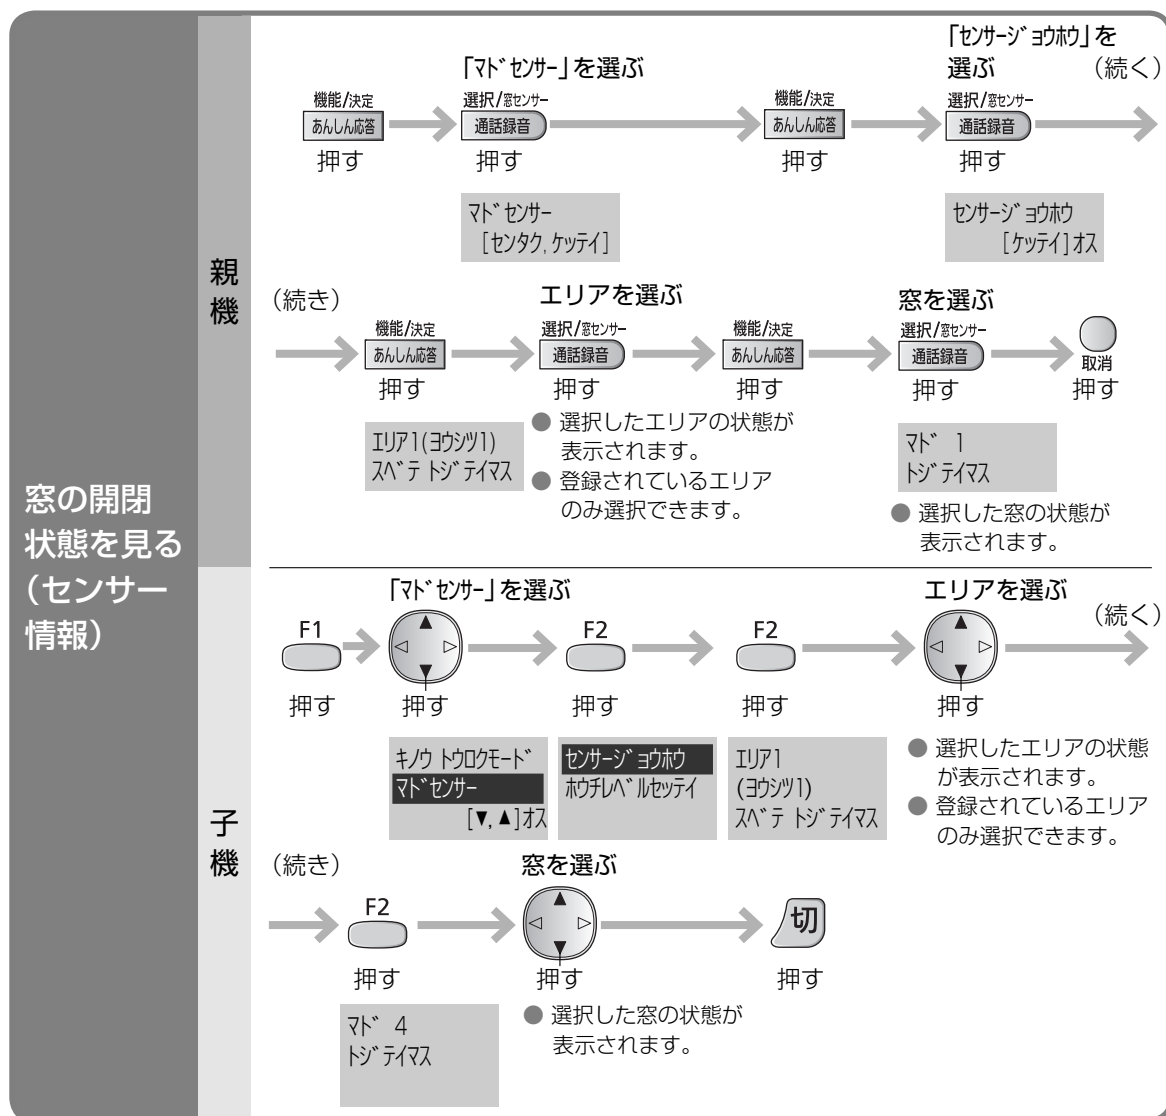 窓の開閉
状態を見る
（センサー
情報）
親機
「マドセンサー」を選ぶ
「センサージョウホウ」を
選ぶ （続く）
機能/決定 選択/窓センサー 機能/決定 選択/窓センサー
あんしん応答 通話録音 あんしん応答 通話録音
押す 押す 押す 押す
マドセンサー
[センタク, ケッテイ]
センサージョウホウ
[ケッテイ]オス
（続き） エリアを選ぶ 窓を選ぶ
機能/決定 選択/窓センサー 機能/決定 選択/窓センサー
あんしん応答 通話録音 あんしん応答 通話録音 取消
押す 押す 押す 押す 押す
エリア1(ヨウシツ1)
スベテ トジテイマス
● 選択したエリアの状態が
表示されます。
● 登録されているエリア
のみ選択できます。
マド 1
トジテイマス
● 選択した窓の状態が
表示されます。
子機
「マドセンサー」を選ぶ エリアを選ぶ
（続く）
F1 F2 F2
押す 押す 押す 押す 押す
キノウ トウロクモード
マドセンサー
[▼, ▲]オス
センサージョウホウ
ホウチレベルセッテイ
エリア1
(ヨウシツ1)
スベテ トジテイマス
● 選択したエリアの状態
が表示されます。
● 登録されているエリア
のみ選択できます。
（続き） 窓を選ぶ
F2 切
押す 押す 押す
マド 4
トジテイマス
● 選択した窓の状態が
表示されます。